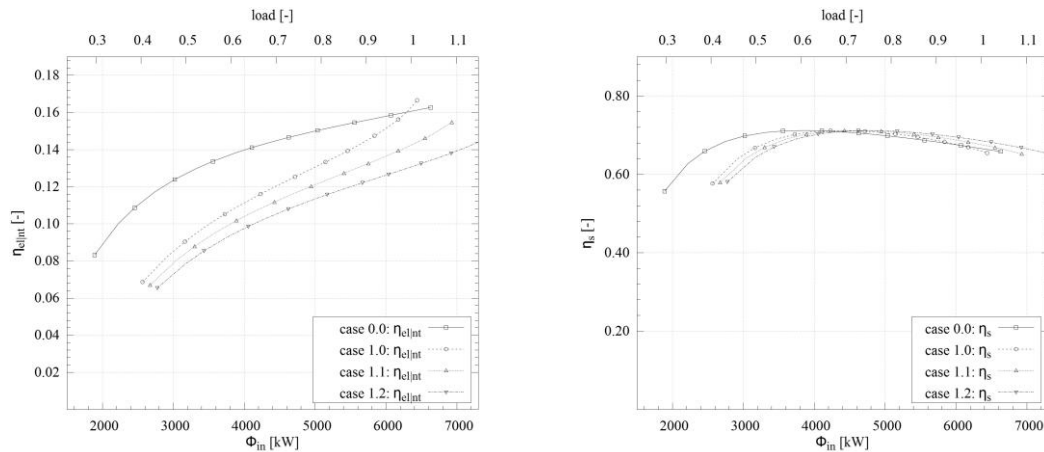 load [-]
0.3 0.4 0.5 0.6 0.7 0.8 0.9 1 1.1
0.18
0.16
0.14
0.12
0.10
0.08
0.06
0.04
0.02
η_el|nt [-]
case 0.0: η_el|nt
case 1.0: η_el|nt
case 1.1: η_el|nt
case 1.2: η_el|nt
2000 3000 4000 5000 6000 7000
Φ_in [kW]
load [-]
0.3 0.4 0.5 0.6 0.7 0.8 0.9 1 1.1
0.80
0.60
0.40
0.20
η_s [-]
case 0.0: η_s
case 1.0: η_s
case 1.1: η_s
case 1.2: η_s
2000 3000 4000 5000 6000 7000
Φ_in [kW]